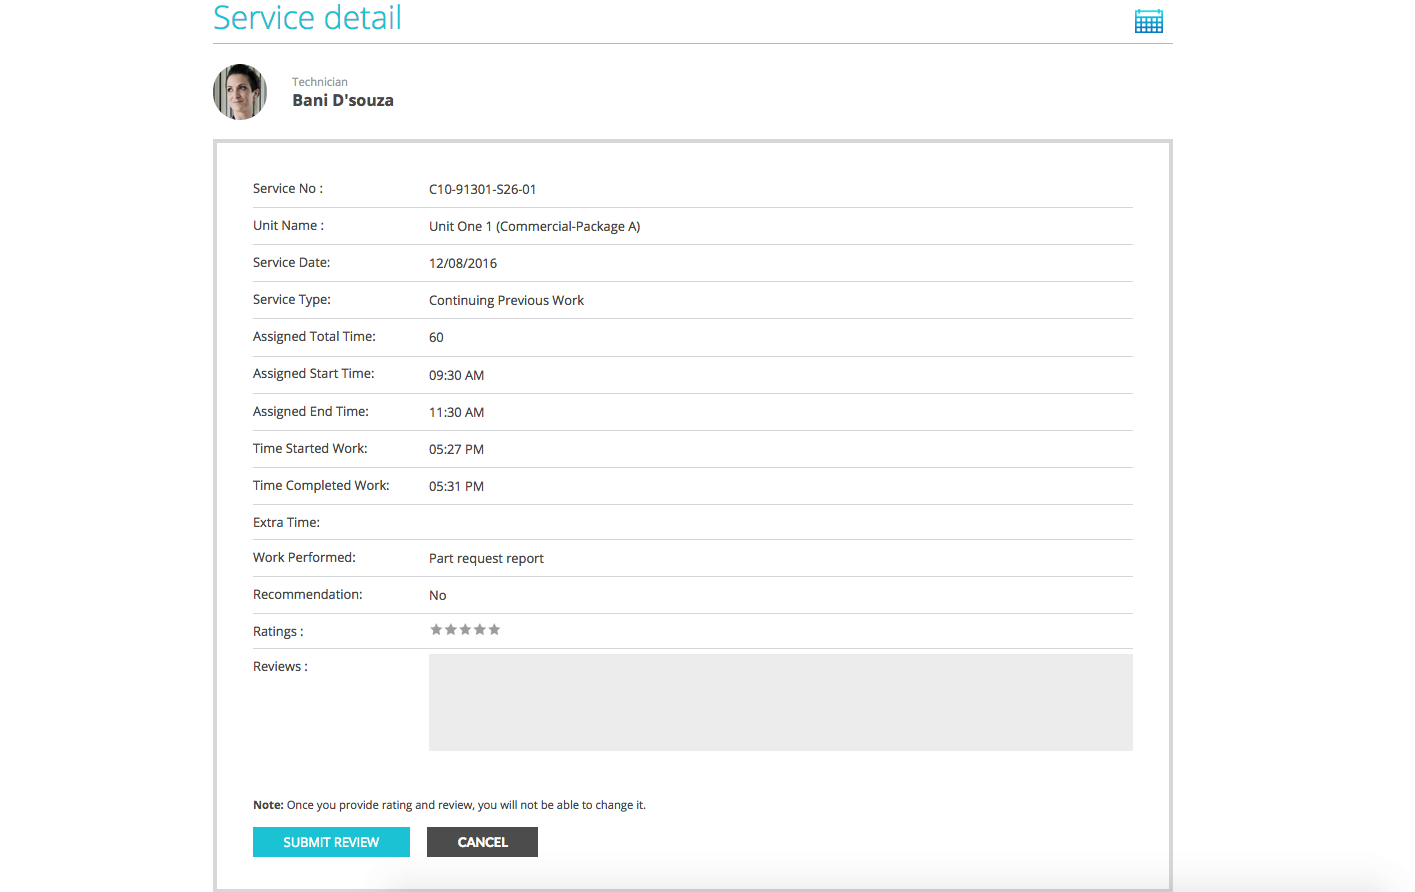 Service detail
Technician
Bani D'souza
Service No : C10-91301-S26-01
Unit Name : Unit One 1 (Commercial-Package A)
Service Date: 12/08/2016
Service Type: Continuing Previous Work
Assigned Total Time: 60
Assigned Start Time: 09:30 AM
Assigned End Time: 11:30 AM
Time Started Work: 05:27 PM
Time Completed Work: 05:31 PM
Extra Time:
Work Performed: Part request report
Recommendation: No
Ratings :
Reviews :
Note: Once you provide rating and review, you will not be able to change it.
SUBMIT REVIEW CANCEL